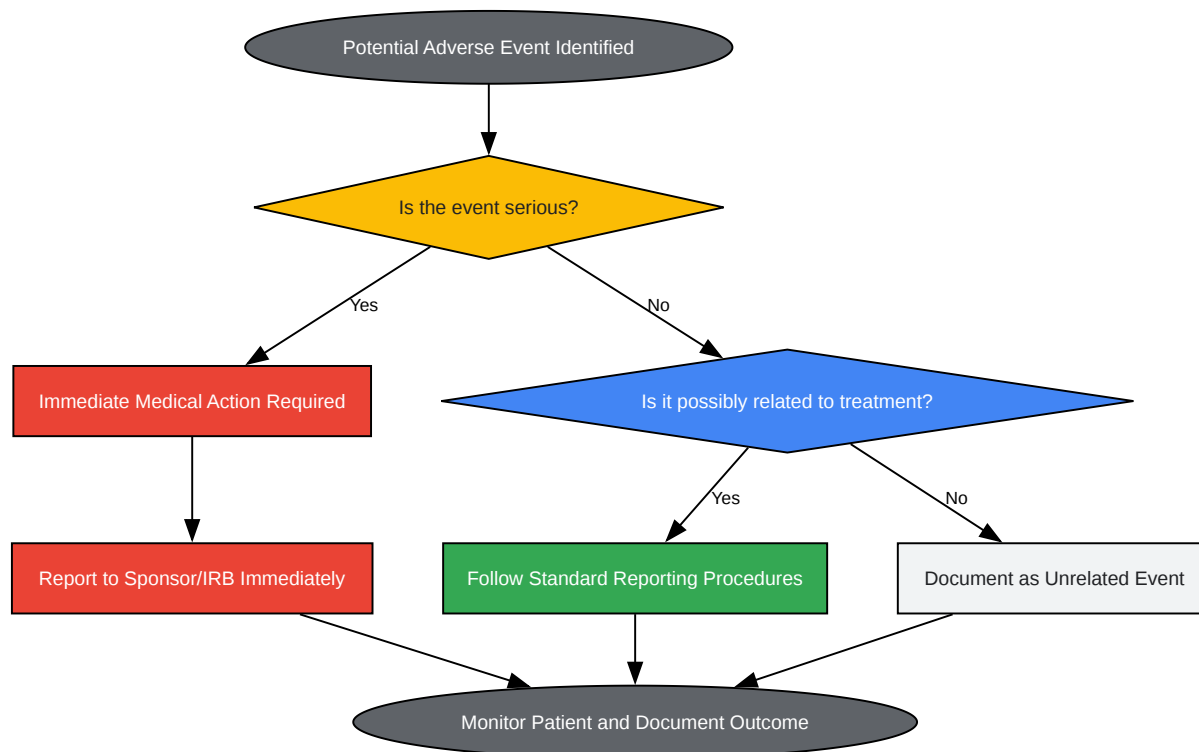 Potential Adverse Event Identified
Is the event serious?
Yes
No
Immediate Medical Action Required
Is it possibly related to treatment?
Yes
No
Report to Sponsor/IRB Immediately
Follow Standard Reporting Procedures
Document as Unrelated Event
Monitor Patient and Document Outcome